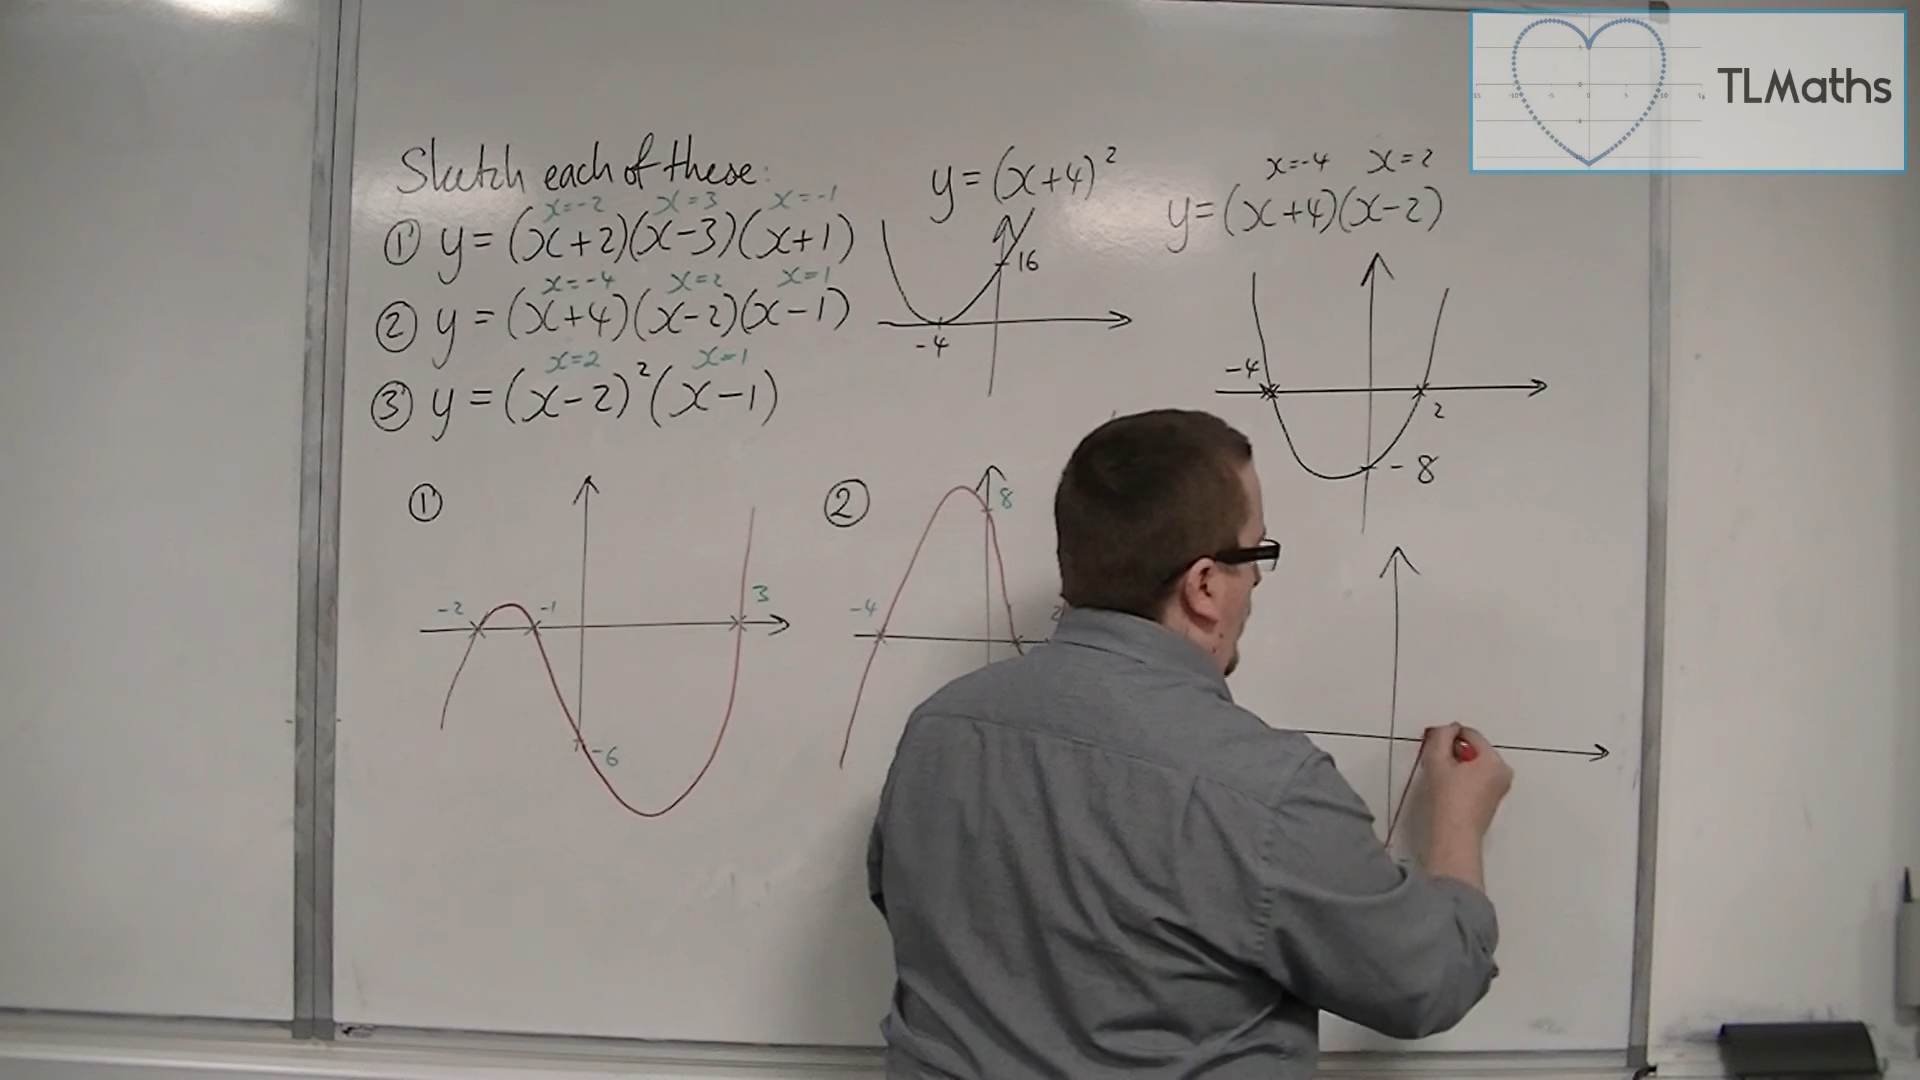 TLMaths
Sketch each of these:
x=-2 x=3 x=-1
① y=(x+2)(x-3)(x+1)
x=-4 x=2 x=1
② y=(x+4)(x-2)(x-1)
x=2 x=1
③ y=(x-2)²(x-1)
y=(x+4)²
16
-4
x=-4 x=2
y=(x+4)(x-2)
-4
2
-8
①
-2 -1 3
-6
②
8
-4 2